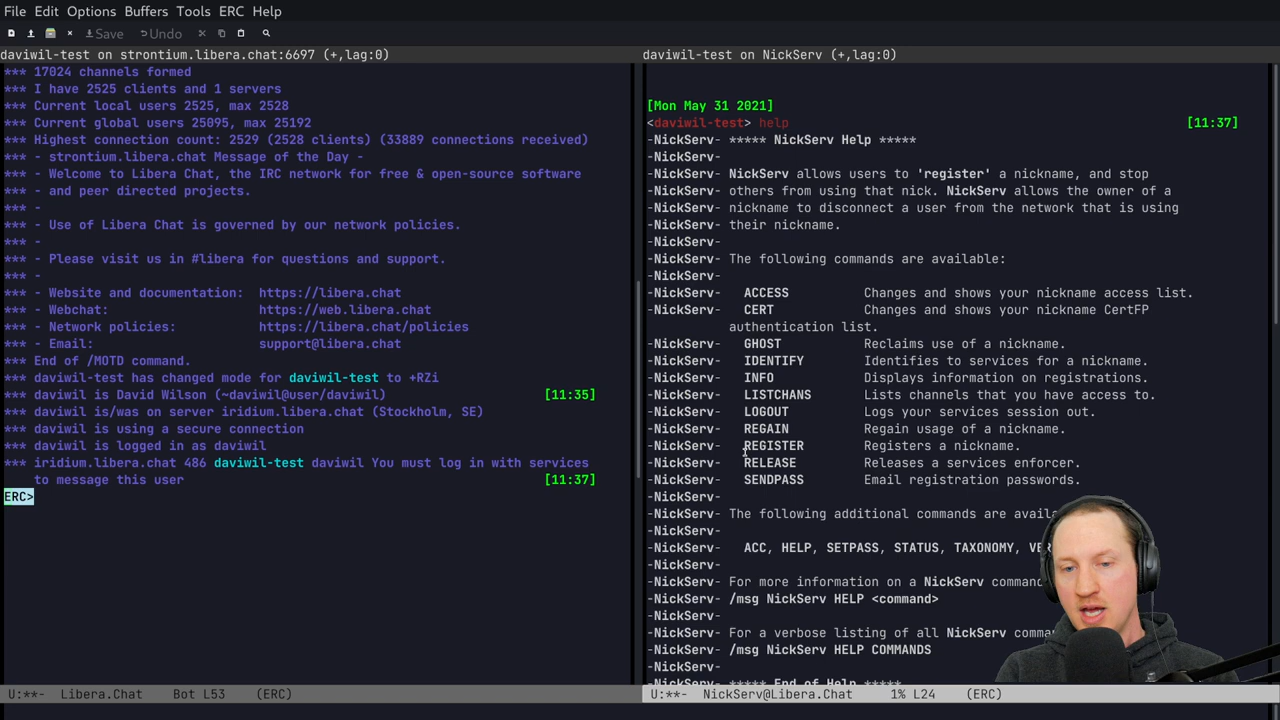 File Edit Options Buffers Tools ERC Help
Save Undo
daviwil-test on strontium.libera.chat:6697 (+,lag:0)
*** 17024 channels formed
*** I have 2525 clients and 1 servers
*** Current local users 2525, max 2528
*** Current global users 25095, max 25192
*** Highest connection count: 2529 (2528 clients) (33889 connections received)
*** - strontium.libera.chat Message of the Day -
*** - Welcome to Libera Chat, the IRC network for free & open-source software
*** - and peer directed projects.
*** -
*** - Use of Libera Chat is governed by our network policies.
*** -
*** - Please visit us in #libera for questions and support.
*** -
*** - Website and documentation: https://libera.chat
*** - Webchat: https://web.libera.chat
*** - Network policies: https://libera.chat/policies
*** - Email: support@libera.chat
*** End of /MOTD command.
*** daviwil-test has changed mode for daviwil-test to +RZi
*** daviwil is David Wilson (~daviwil@user/daviwil) [11:35]
*** daviwil is/was on server iridium.libera.chat (Stockholm, SE)
*** daviwil is using a secure connection
*** daviwil is logged in as daviwil
*** iridium.libera.chat 486 daviwil-test daviwil You must log in with services
to message this user [11:37]
ERC>
U:**- Libera.Chat Bot L53 (ERC)
daviwil-test on NickServ (+,lag:0)
[Mon May 31 2021]
<daviwil-test> help [11:37]
-NickServ- ***** NickServ Help *****
-NickServ-
-NickServ- NickServ allows users to 'register' a nickname, and stop
-NickServ- others from using that nick. NickServ allows the owner of a
-NickServ- nickname to disconnect a user from the network that is using
-NickServ- their nickname.
-NickServ-
-NickServ- The following commands are available:
-NickServ-
-NickServ- ACCESS Changes and shows your nickname access list.
-NickServ- CERT Changes and shows your nickname CertFP
authentication list.
-NickServ- GHOST Reclaims use of a nickname.
-NickServ- IDENTIFY Identifies to services for a nickname.
-NickServ- INFO Displays information on registrations.
-NickServ- LISTCHANS Lists channels that you have access to.
-NickServ- LOGOUT Logs your services session out.
-NickServ- REGAIN Regain usage of a nickname.
-NickServ- REGISTER Registers a nickname.
-NickServ- RELEASE Releases a services enforcer.
-NickServ- SENDPASS Email registration passwords.
-NickServ-
-NickServ- The following additional commands are
-NickServ-
-NickServ- ACC, HELP, SETPASS, STATUS, TAXONOMY,
-NickServ-
-NickServ- For more information on a NickServ command
-NickServ- /msg NickServ HELP <command>
-NickServ-
-NickServ- For a verbose listing of all NickServ
-NickServ- /msg NickServ HELP COMMANDS
-NickServ-
-NickServ- ***** End of Help *****
U:**- NickServ@Libera.Chat 1% L24 (ERC)